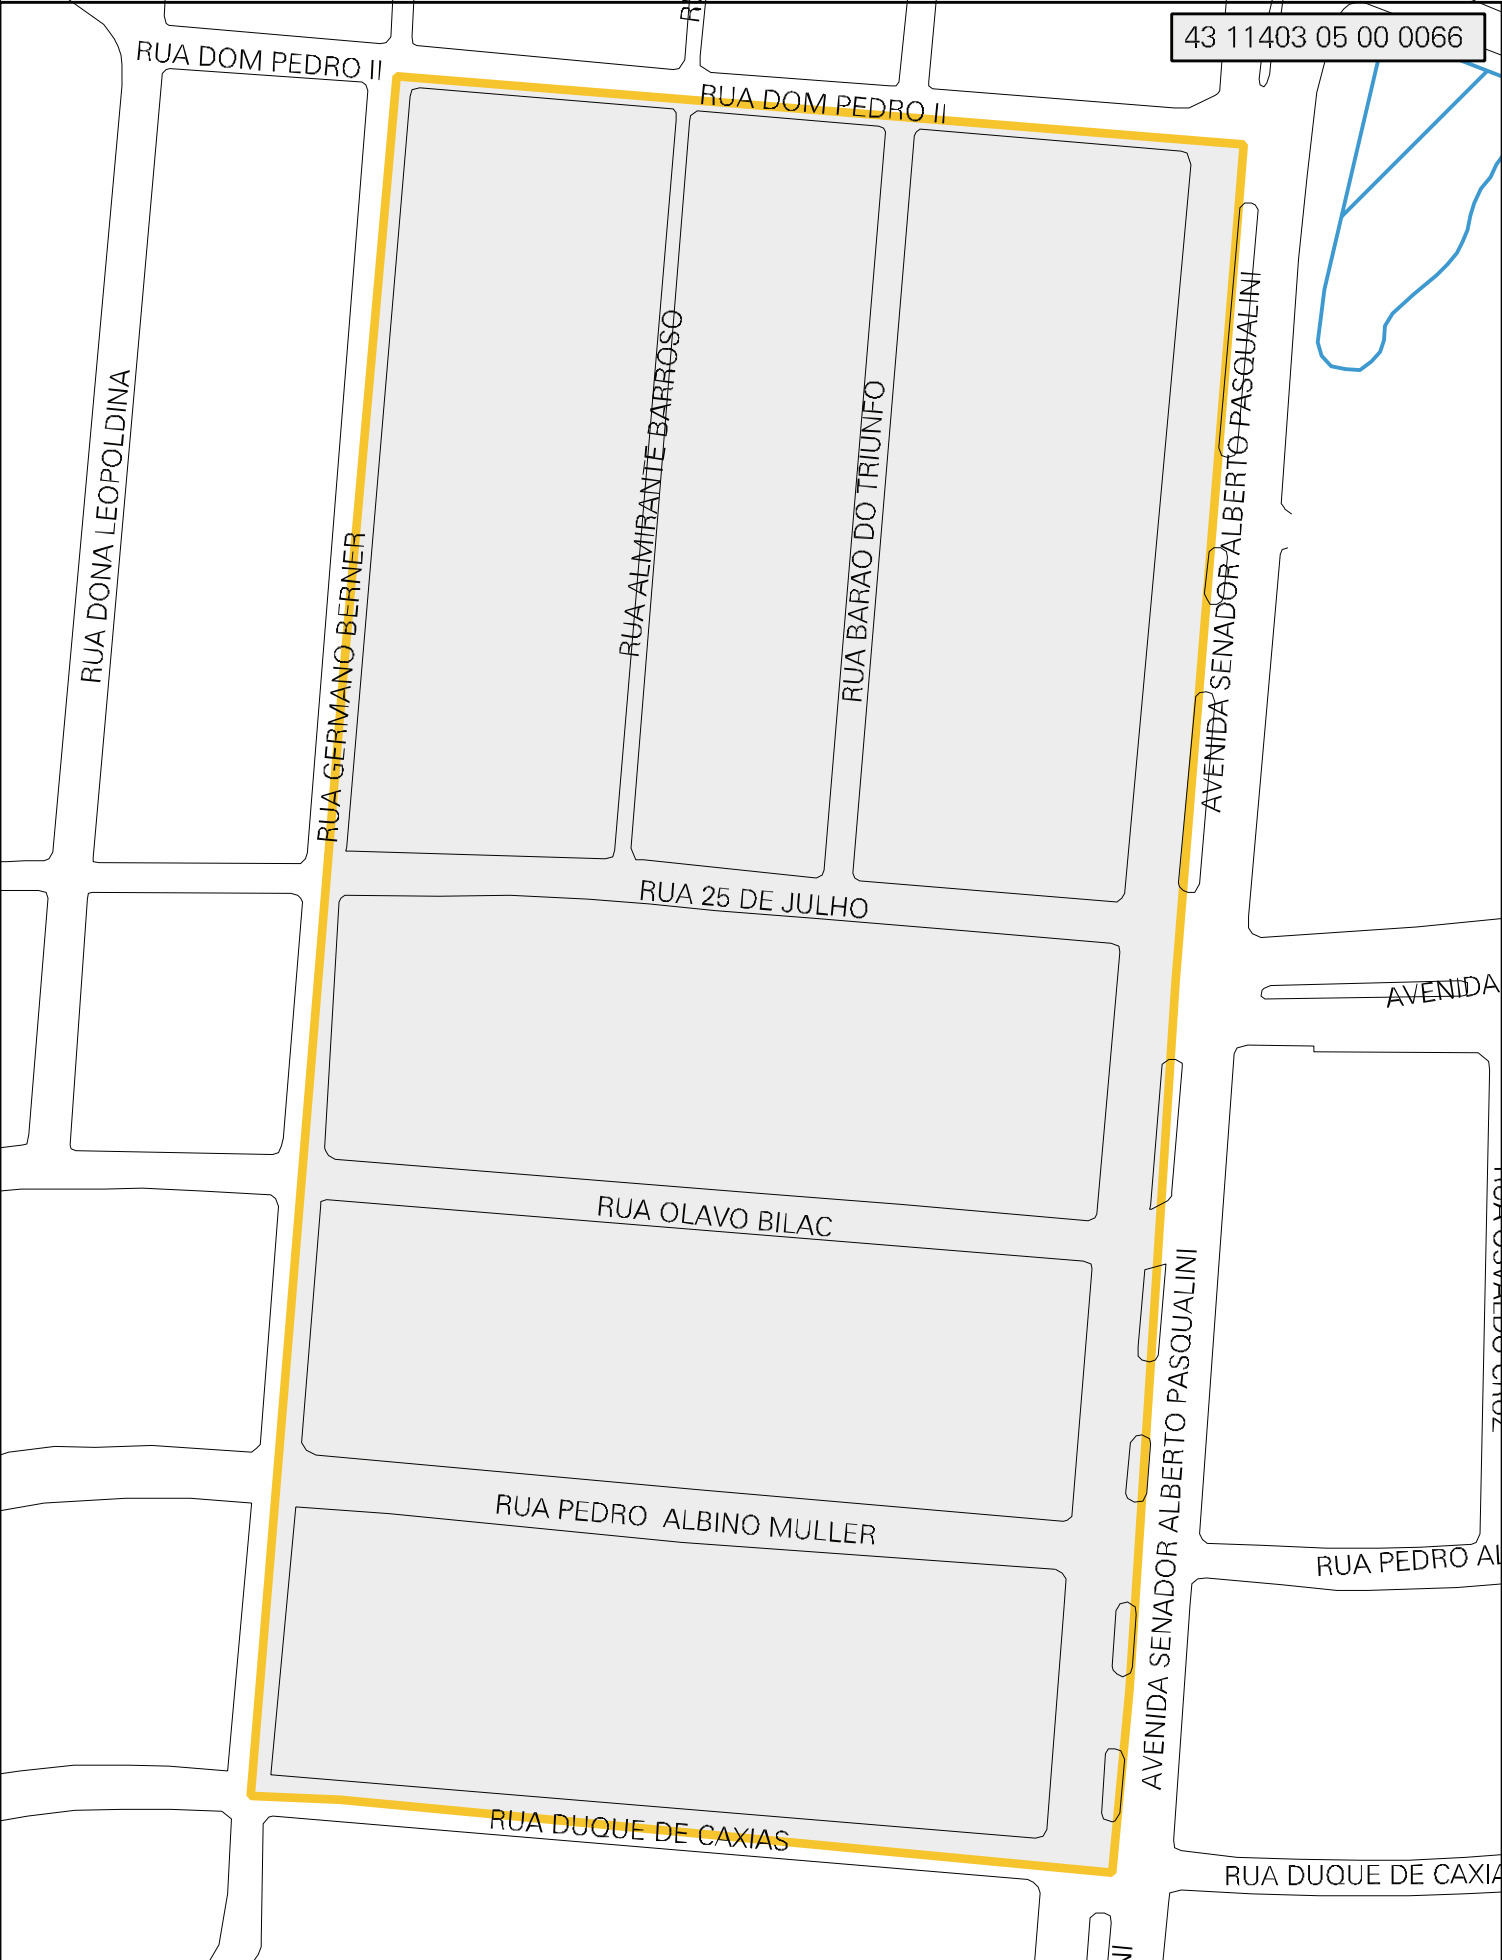 43 11403 05 00 0066
RUA DOM PEDRO II
RUA DOM PEDRO II
RUA DONA LEOPOLDINA
RUA GERMANO BERNER
RUA ALMIRANTE BARROSO
RUA BARAO DO TRIUNFO
AVENIDA SENADOR ALBERTO PASQUALINI
RUA 25 DE JULHO
AVENIDA
RUA OLAVO BILAC
AVENIDA SENADOR ALBERTO PASQUALINI
RUA PEDRO ALBINO MULLER
RUA PEDRO AL
RUA DUQUE DE CAXIAS
RUA DUQUE DE CAXIA
NI